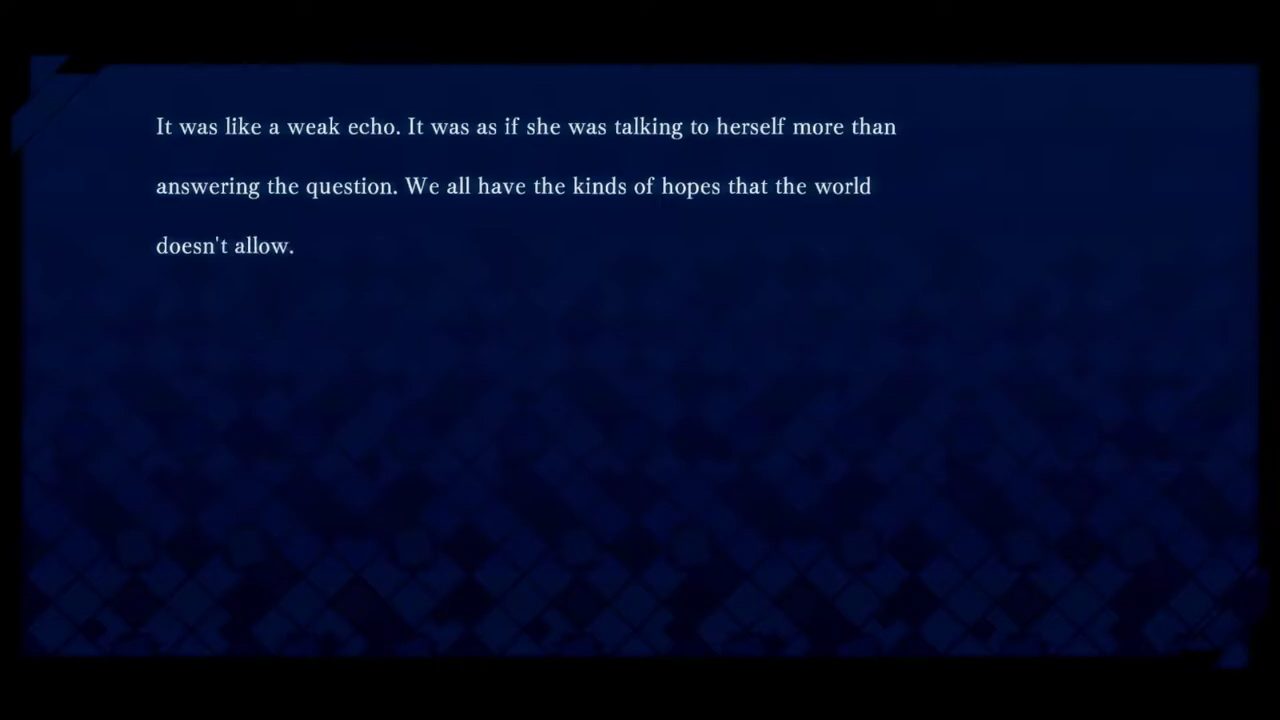 It was like a weak echo. It was as if she was talking to herself more than
answering the question. We all have the kinds of hopes that the world
doesn't allow.